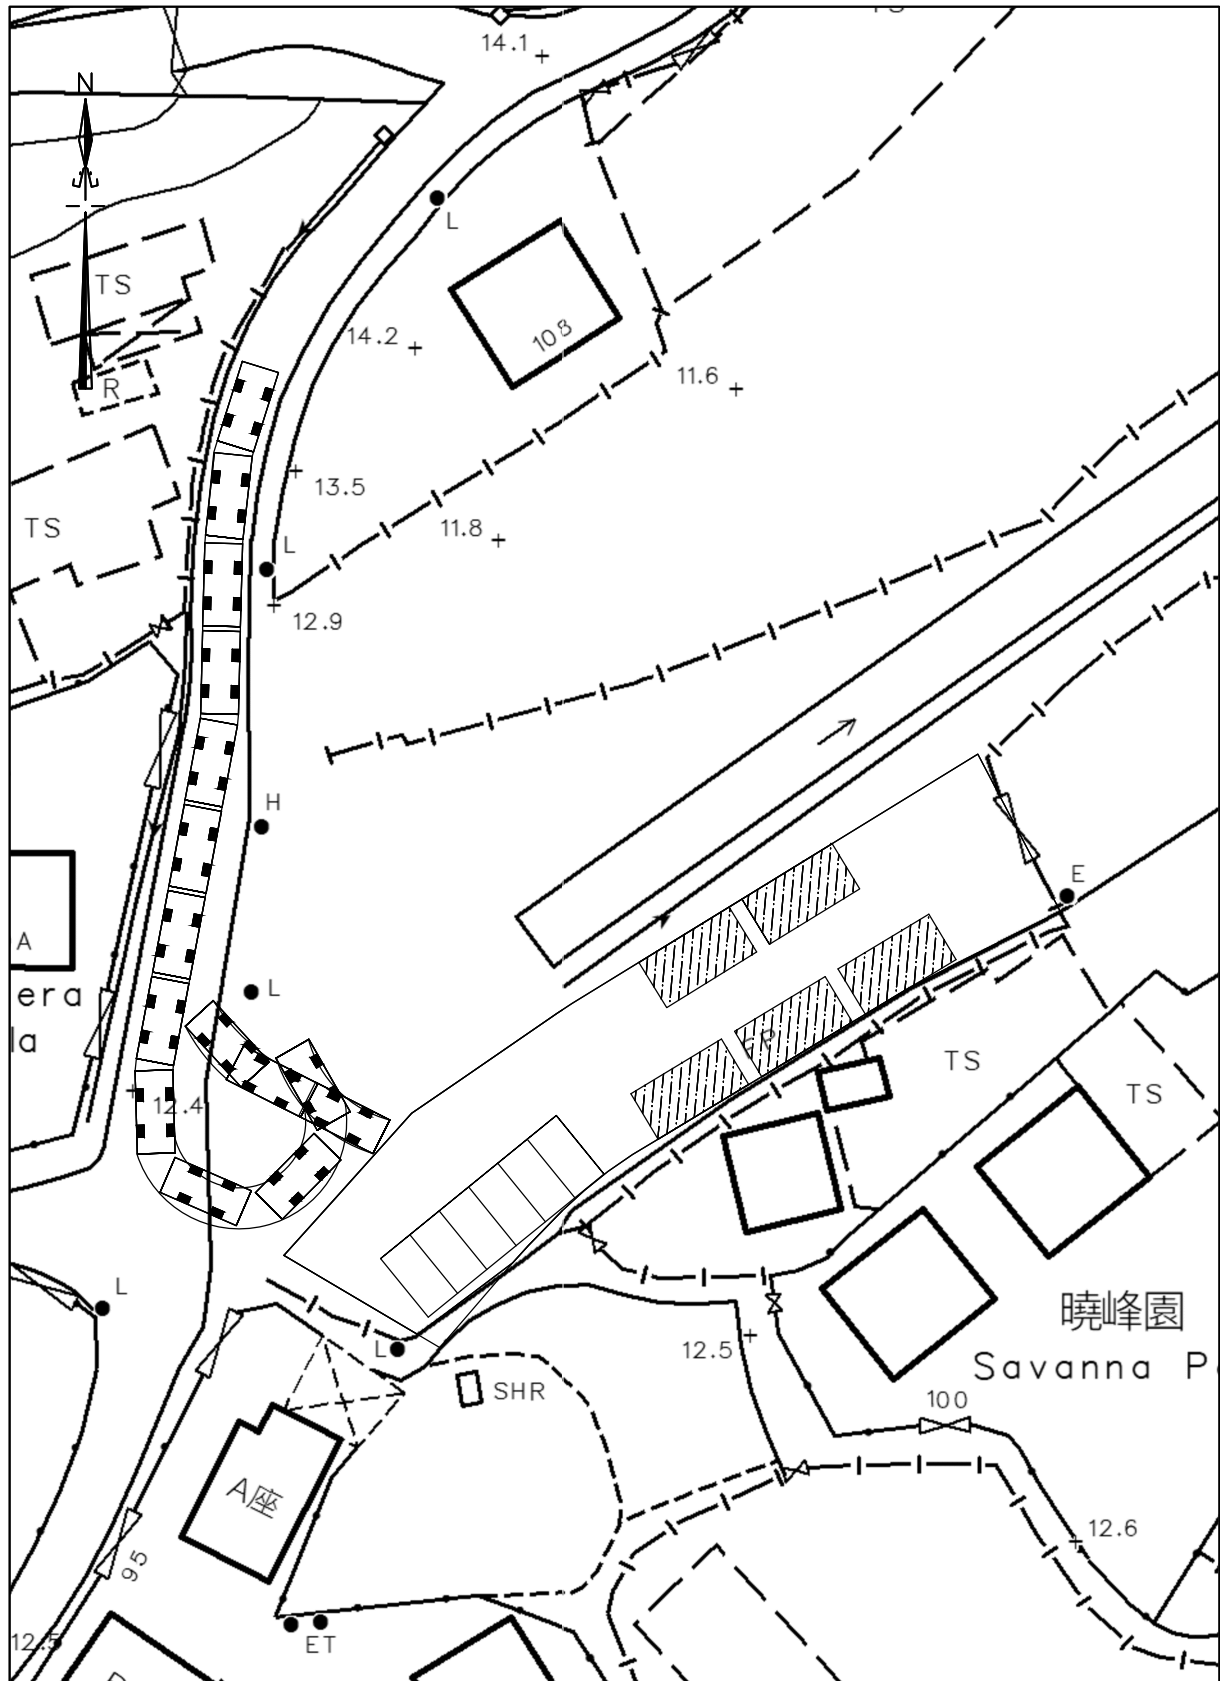 14.1
N
L
TS
14.2
108
11.6
R
13.5
TS
11.8
L
12.9
H
E
A
era
la
L
TS
TS
12.4
L
曉峰園
12.5
Savanna P
L
SHR
100
A座
12.6
95
12.5
ET